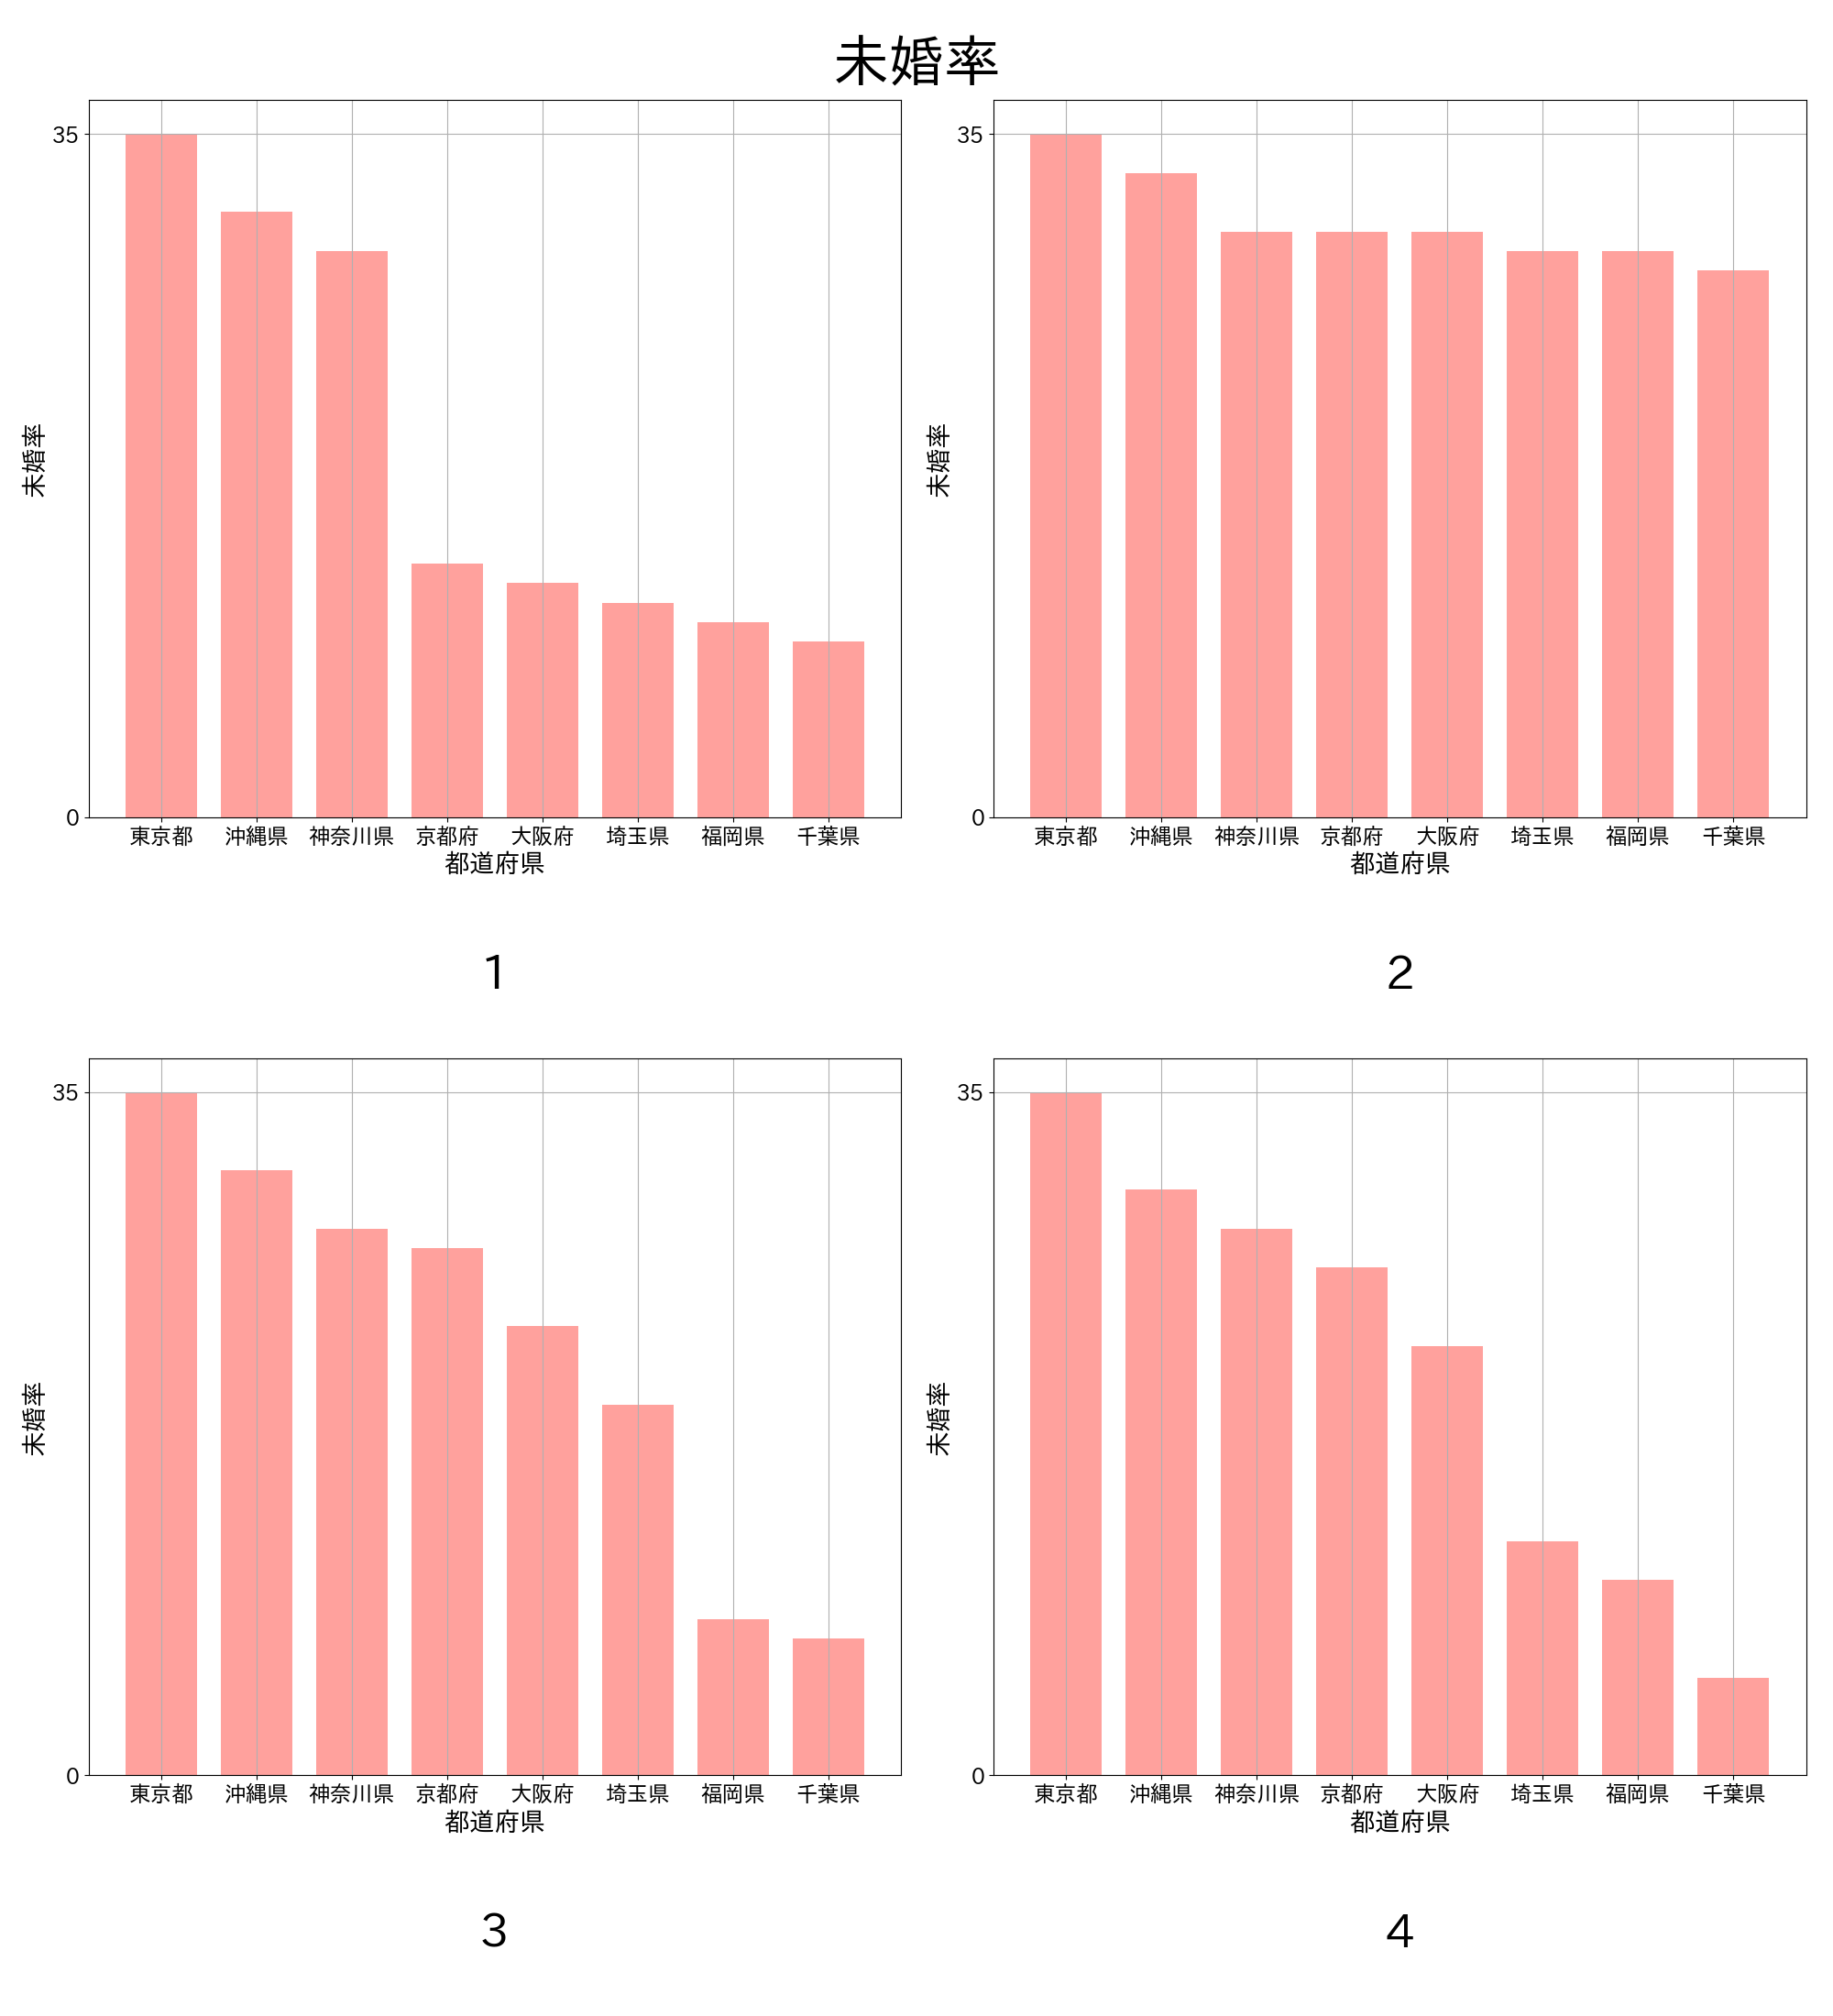 未婚率
35
0
未婚率
東京都 沖縄県 神奈川県 京都府 大阪府 埼玉県 福岡県 千葉県
都道府県
1
35
0
未婚率
東京都 沖縄県 神奈川県 京都府 大阪府 埼玉県 福岡県 千葉県
都道府県
2
35
0
未婚率
東京都 沖縄県 神奈川県 京都府 大阪府 埼玉県 福岡県 千葉県
都道府県
3
35
0
未婚率
東京都 沖縄県 神奈川県 京都府 大阪府 埼玉県 福岡県 千葉県
都道府県
4